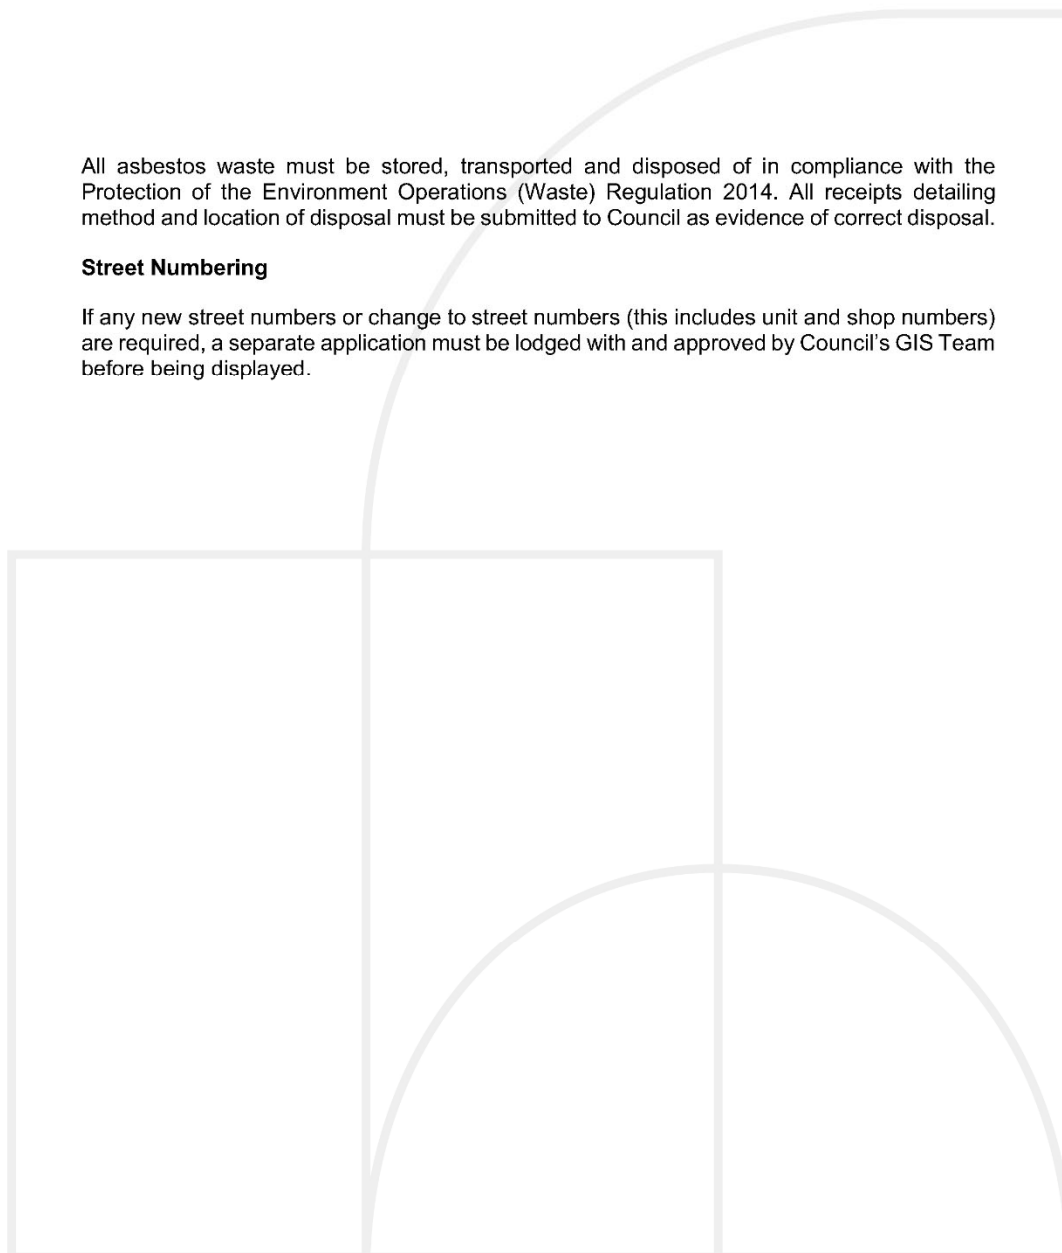 All asbestos waste must be stored, transported and disposed of in compliance with the
Protection of the Environment Operations (Waste) Regulation 2014. All receipts detailing
method and location of disposal must be submitted to Council as evidence of correct disposal.
Street Numbering
If any new street numbers or change to street numbers (this includes unit and shop numbers)
are required, a separate application must be lodged with and approved by Council's GIS Team
before being displayed.